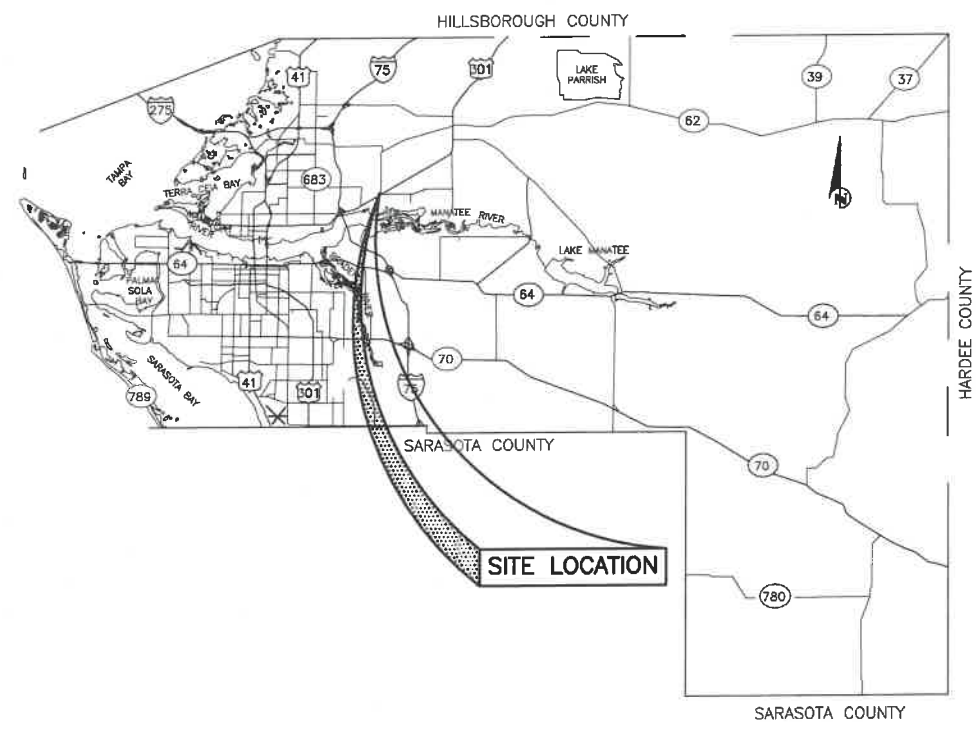 HILLSBOROUGH COUNTY
41
75
301
LAKE
PARRISH
39
37
275
62
TAMPA
BAY
683
TERRA CEIA BAY
N
MANATEE RIVER
RIVER
LAKE MANATEE
64
PALMA
SOLA
BAY
64
64
HARDEE COUNTY
70
SARASOTA BAY
789
41
301
75
SARASOTA COUNTY
70
SITE LOCATION
780
SARASOTA COUNTY